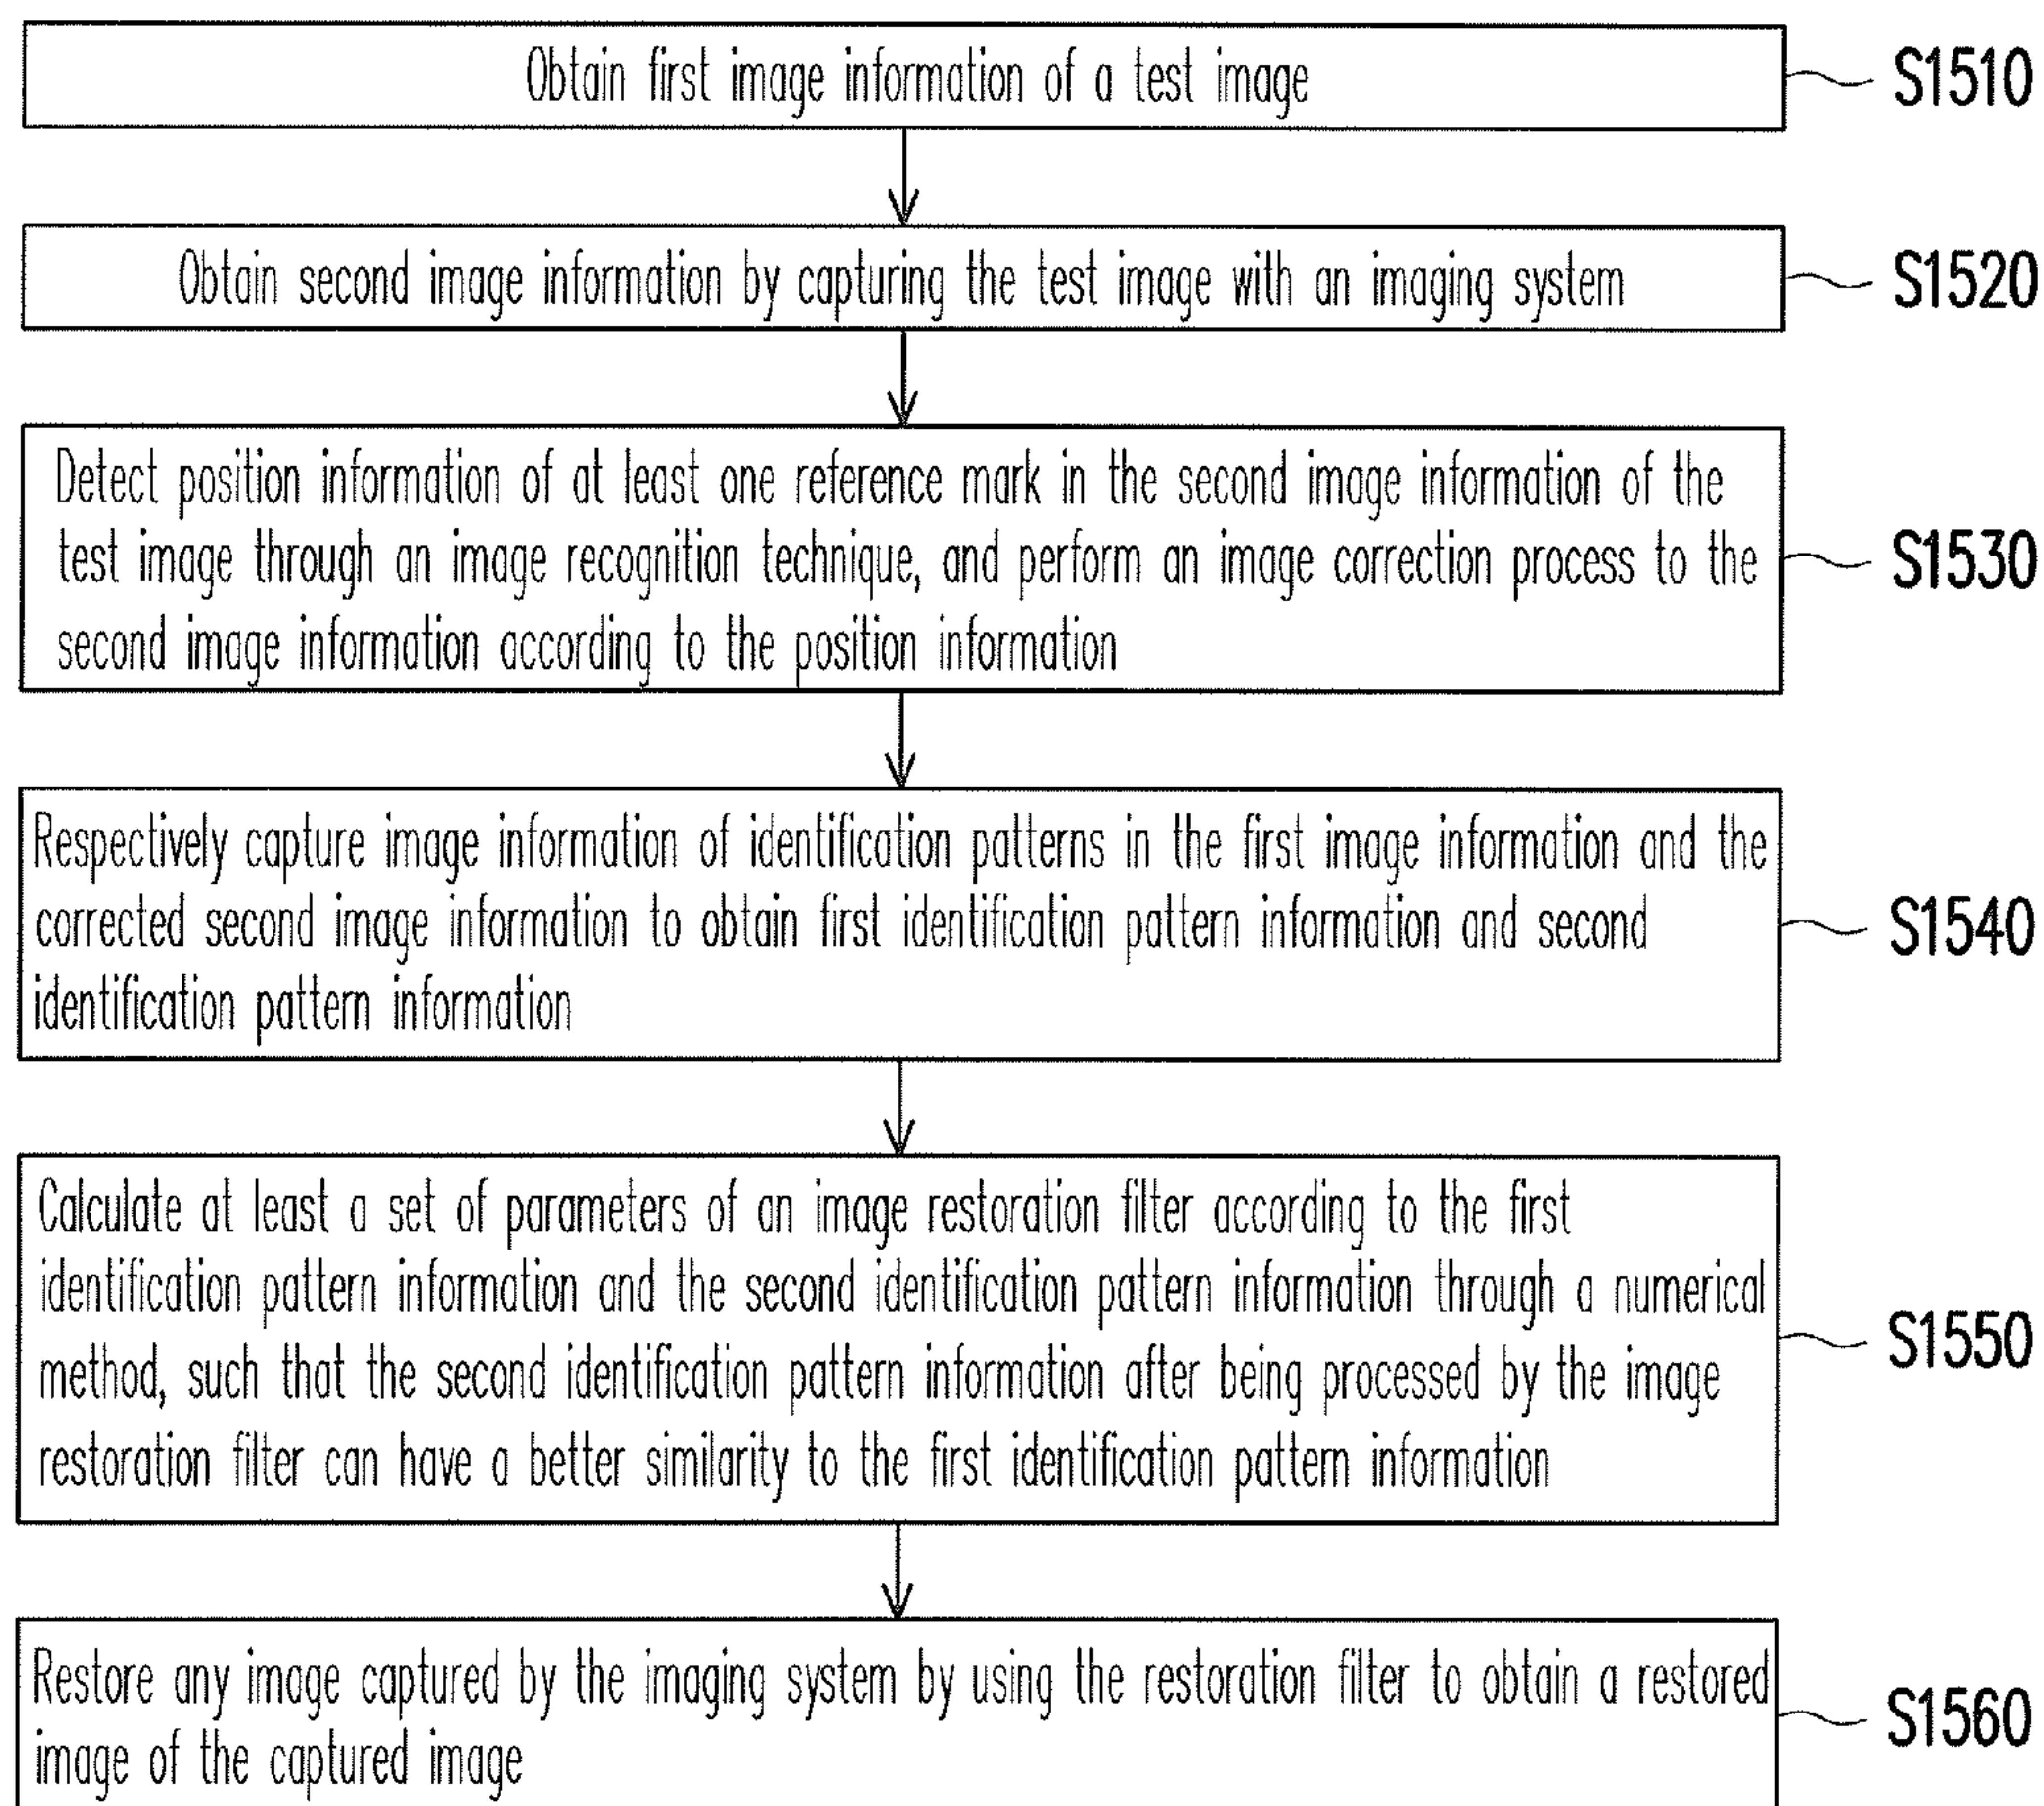 Obtain first image information of a test image
S1510
Obtain second image information by capturing the test image with an imaging system
S1520
Detect position information of at least one reference mark in the second image information of the
test image through an image recognition technique, and perform an image correction process to the
second image information according to the position information
S1530
Respectively capture image information of identification patterns in the first image information and the
corrected second image information to obtain first identification pattern information and second
identification pattern information
S1540
Calculate at least a set of parameters of an image restoration filter according to the first
identification pattern information and the second identification pattern information through a numerical
method, such that the second identification pattern information after being processed by the image
restoration filter can have a better similarity to the first identification pattern information
S1550
Restore any image captured by the imaging system by using the restoration filter to obtain a restored
image of the captured image
S1560